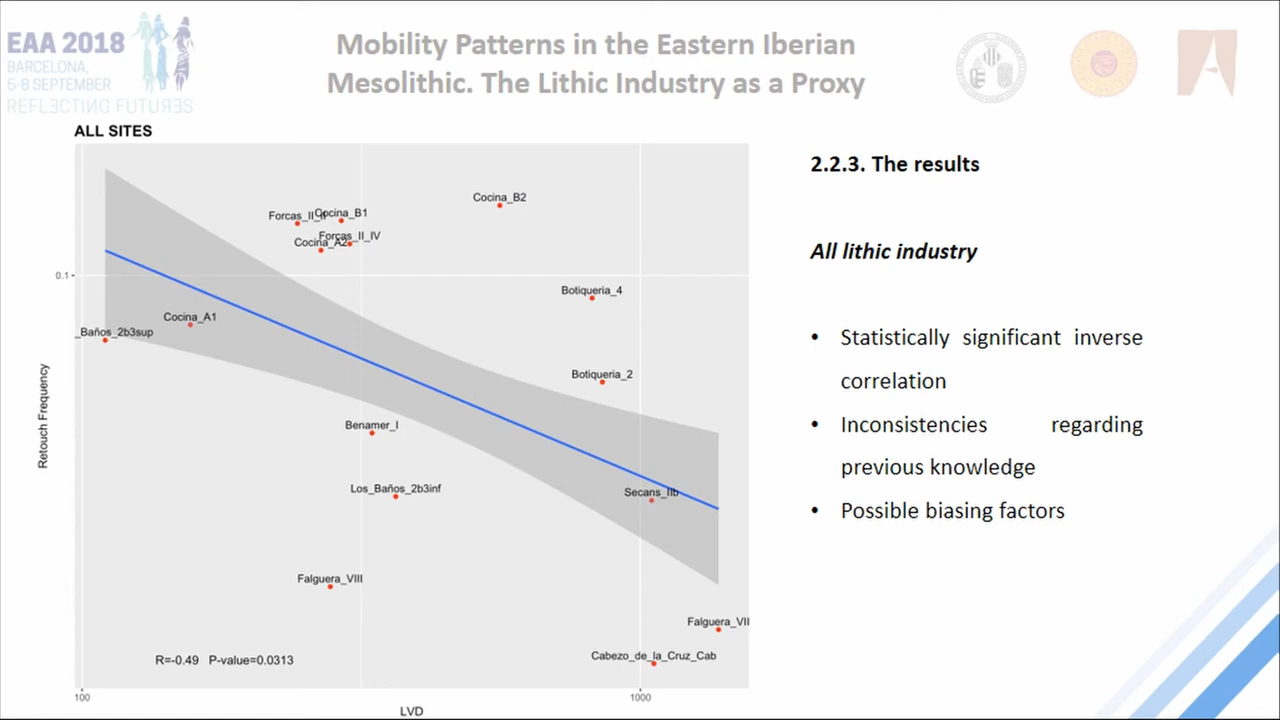 EAA 2018
BARCELONA,
5-8 SEPTEMBER
REFLECTING FUTURES
Mobility Patterns in the Eastern Iberian
Mesolithic. The Lithic Industry as a Proxy
ALL SITES
Cocina_B2
Forcas_II_II Cocina_B1
Forcas_II_IV
Cocina_A2
0.1
Botiqueria_4
Cocina_A1
_Baños_2b3sup
Botiqueria_2
Retouch Frequency
Benamer_I
Los_Baños_2b3inf
Secans_IIb
Falguera_VIII
Falguera_VII
Cabezo_de_la_Cruz_Cab
R=-0.49 P-value=0.0313
100
1000
LVD
2.2.3. The results
All lithic industry
• Statistically significant inverse
correlation
• Inconsistencies regarding
previous knowledge
• Possible biasing factors